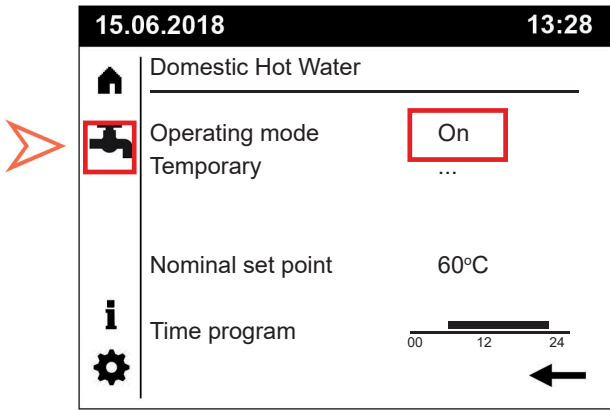 15.06.2018 13:28
Domestic Hot Water
Operating mode On
Temporary ...
Nominal set point 60°C
Time program
00 12 24